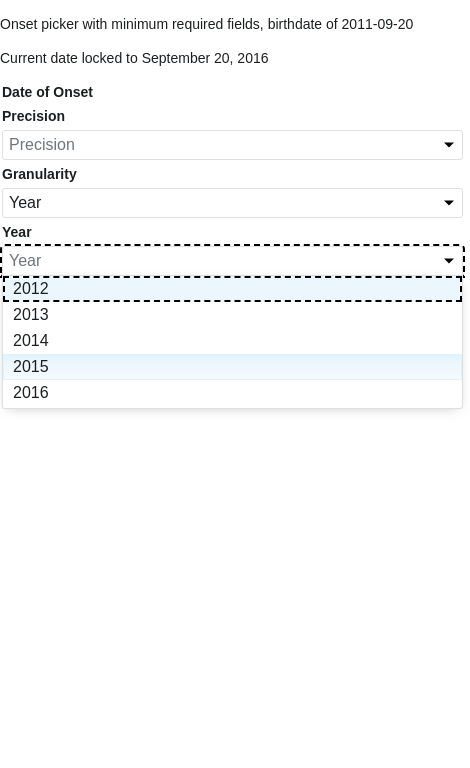 Onset picker with minimum required fields, birthdate of 2011-09-20
Current date locked to September 20, 2016
Date of Onset
Precision
Precision
Granularity
Year
Year
Year
2012
2013
2014
2015
2016